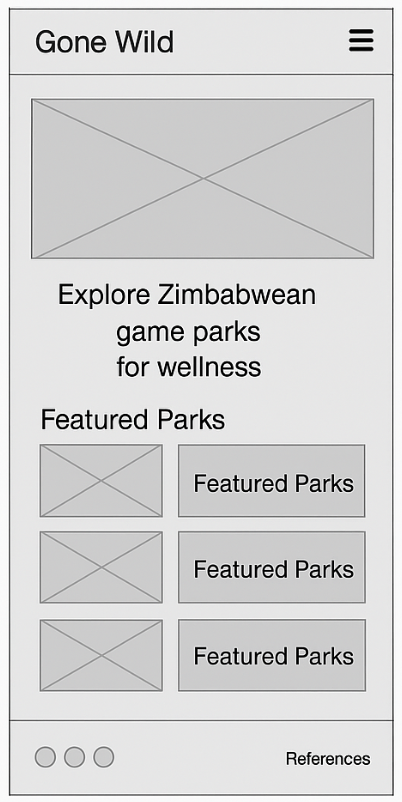 Gone Wild
Explore Zimbabwean
game parks
for wellness
Featured Parks
Featured Parks
Featured Parks
Featured Parks
References